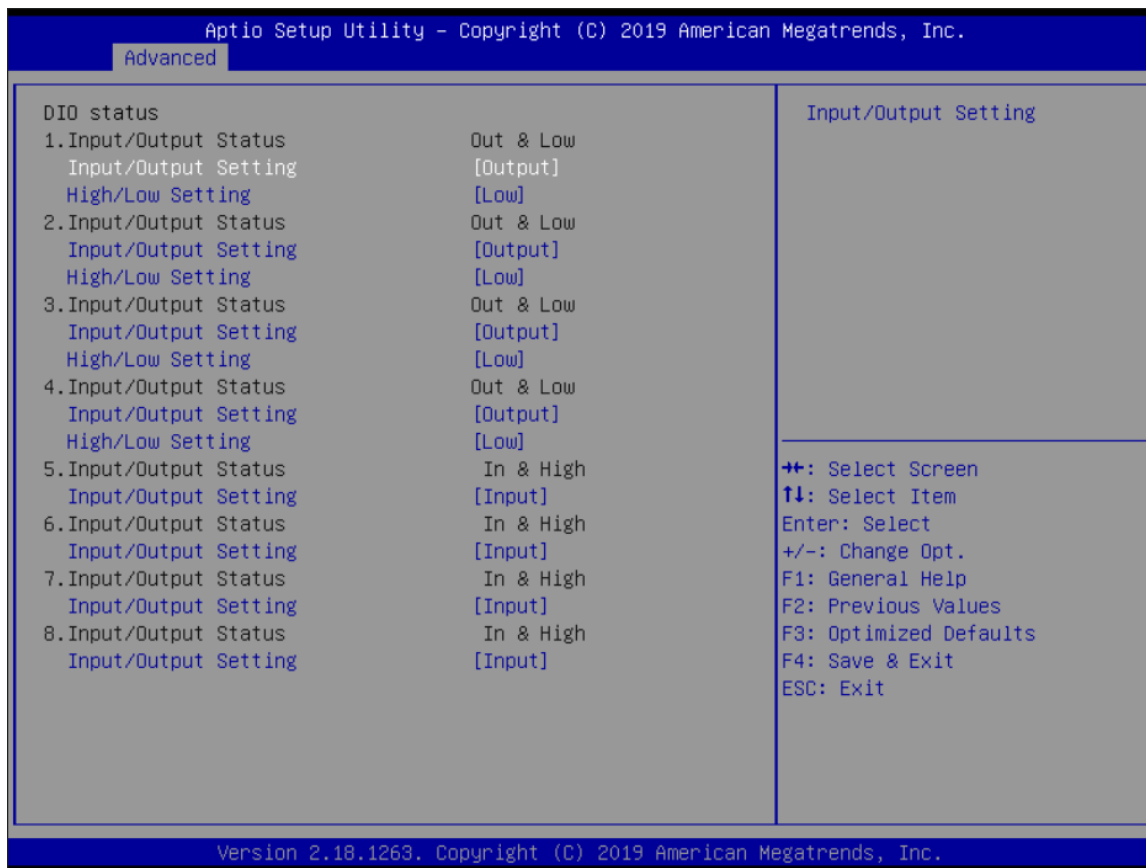 Aptio Setup Utility – Copyright (C) 2019 American Megatrends, Inc.
Advanced
DIO status
1.Input/Output Status Out & Low
Input/Output Setting [Output]
High/Low Setting [Low]
2.Input/Output Status Out & Low
Input/Output Setting [Output]
High/Low Setting [Low]
3.Input/Output Status Out & Low
Input/Output Setting [Output]
High/Low Setting [Low]
4.Input/Output Status Out & Low
Input/Output Setting [Output]
High/Low Setting [Low]
5.Input/Output Status In & High
Input/Output Setting [Input]
6.Input/Output Status In & High
Input/Output Setting [Input]
7.Input/Output Status In & High
Input/Output Setting [Input]
8.Input/Output Status In & High
Input/Output Setting [Input]
Input/Output Setting
→←: Select Screen
↑↓: Select Item
Enter: Select
+/-: Change Opt.
F1: General Help
F2: Previous Values
F3: Optimized Defaults
F4: Save & Exit
ESC: Exit
Version 2.18.1263. Copyright (C) 2019 American Megatrends, Inc.